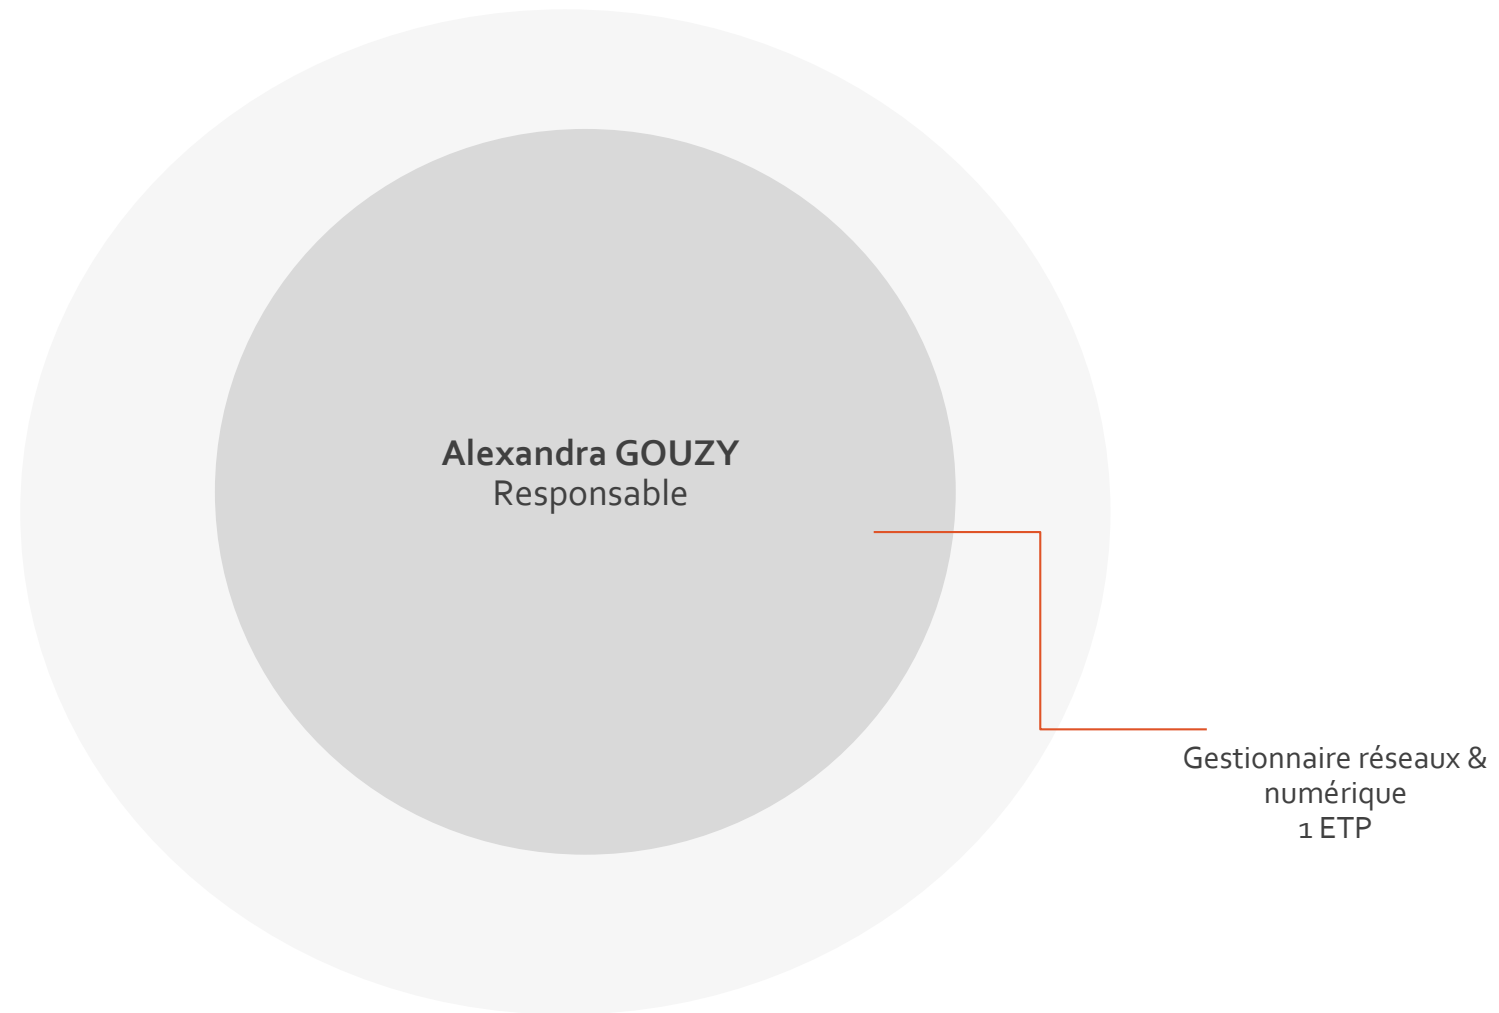 Alexandra GOUZY
Responsable
Gestionnaire réseaux &
numérique
1 ETP